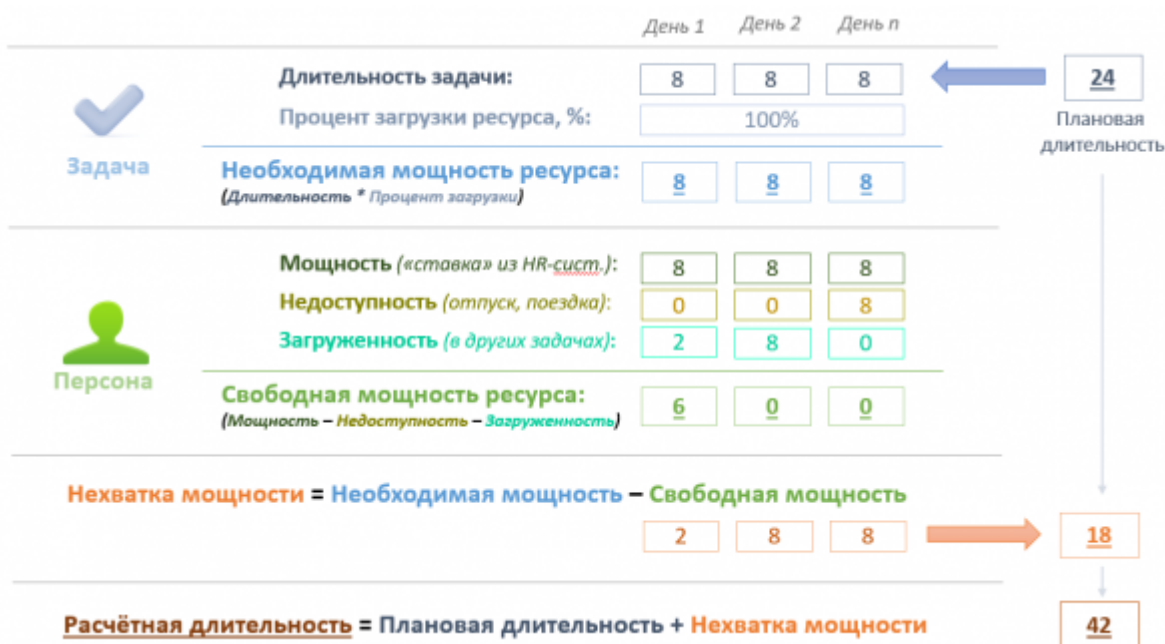 День 1 День 2 День n
Длительность задачи: 8 8 8 24
Процент загрузки ресурса, %: 100% Плановая
длительность
Задача
Необходимая мощность ресурса: 8 8 8
(Длительность * Процент загрузки)
Мощность («ставка» из HR-сист.): 8 8 8
Недоступность (отпуск, поездка): 0 0 8
Загруженность (в других задачах): 2 8 0
Персона
Свободная мощность ресурса: 6 0 0
(Мощность – Недоступность – Загруженность)
Нехватка мощности = Необходимая мощность – Свободная мощность
2 8 8 18
Расчётная длительность = Плановая длительность + Нехватка мощности 42